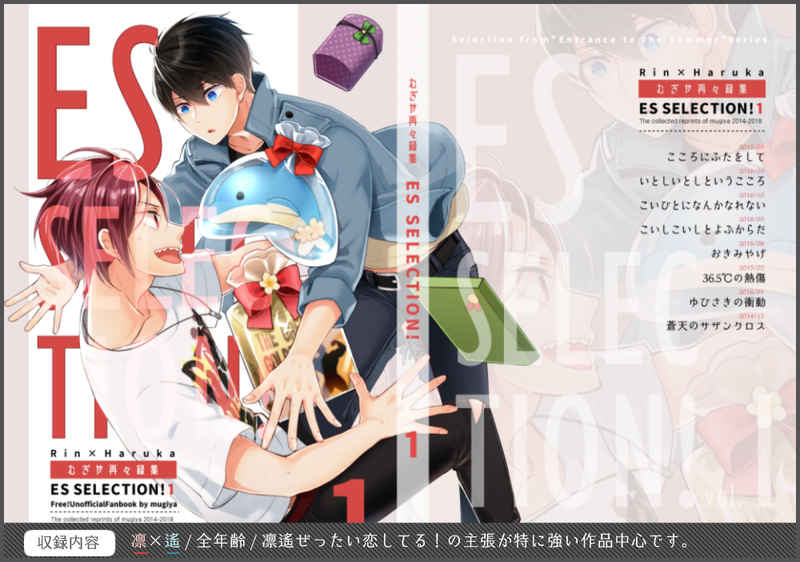 ES
SELEC
TION!
Rin×Haruka
むぎや再々録集
ES SELECTION! 1
Free!UnofficialFanbook by mugiya
The collected reprints of mugiya 2014-2018
1
むぎや再々録集
ES SELECTION!
1
Selection from "Entrance to the summer" series
ES
SELEC
TION! 1
Rin×Haruka
むぎや再々録集
ES SELECTION! 1
The collected reprints of mugiya 2014-2018
こころにふたをして
いとしいとしというこころ
こいびとになんかなれない
こいしこいしとよぶからだ
おきみやげ
36.5℃の熱傷
ゆびさきの衝動
蒼天のサザンクロス
収録内容
凛×遙 / 全年齢 / 凛遙ぜったい恋してる!の主張が特に強い作品中心です。